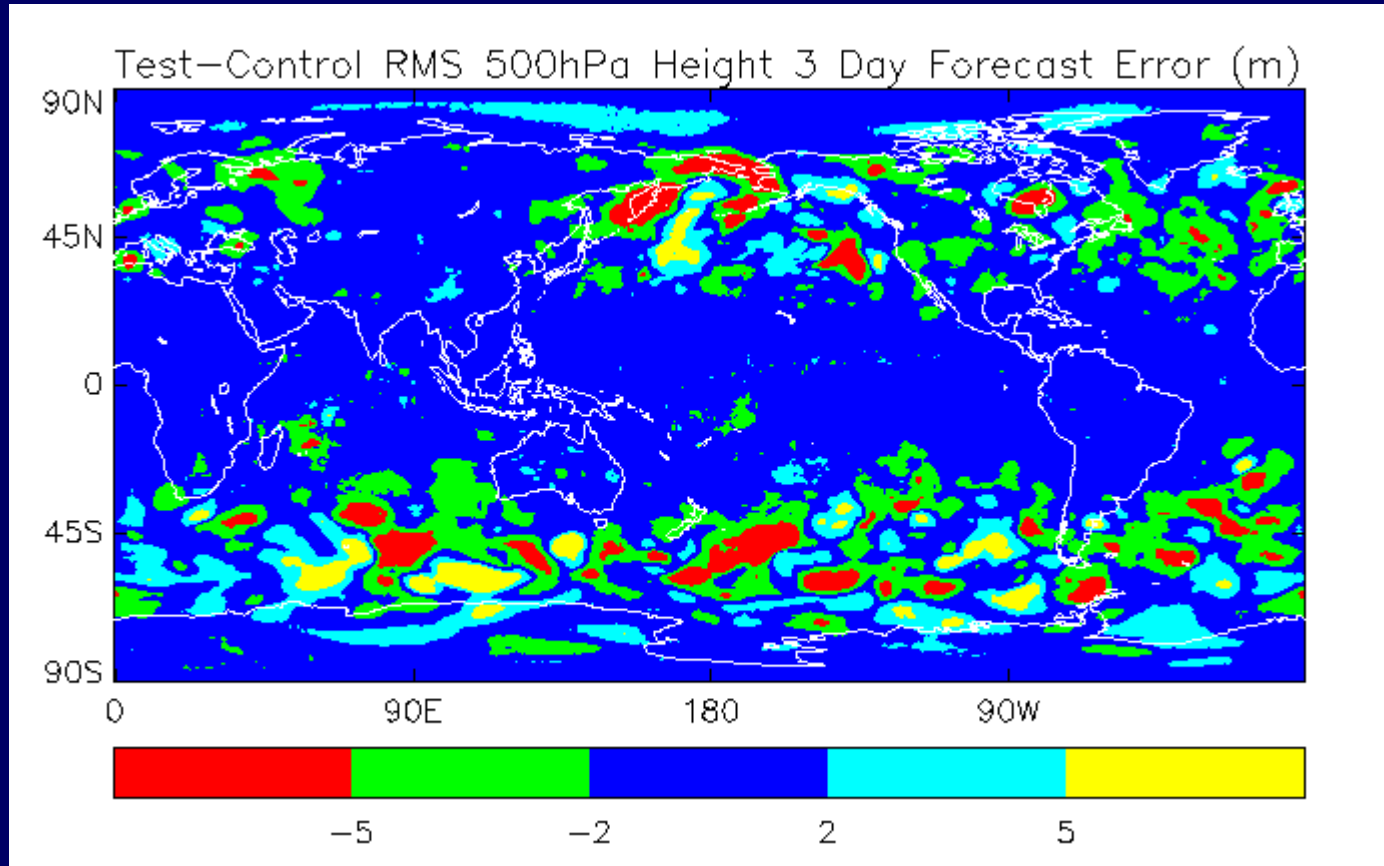 Test-Control RMS 500hPa Height 3 Day Forecast Error (m)
90N
45N
0
45S
90S
0 90E 180 90W
-5 -2 2 5